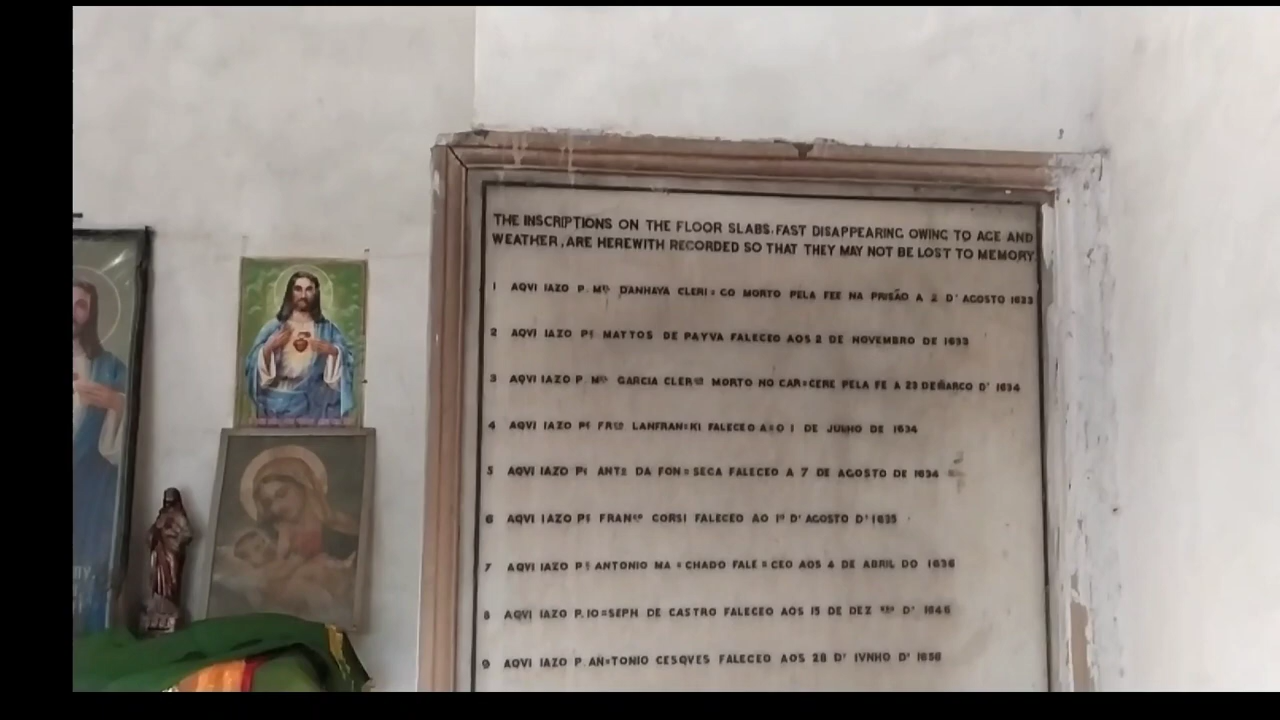 THE INSCRIPTIONS ON THE FLOOR SLABS, FAST DISAPPEARING OWING TO AGE AND
WEATHER, ARE HEREWITH RECORDED SO THAT THEY MAY NOT BE LOST TO MEMORY
1 AQVI IAZO P. Mᴱᴸ DANHAYA CLERI=CO MORTO PELA FEE NA PRISÃO A 2 D' AGOSTO 1633
2 AQVI IAZO Pᴱ MATTOS DE PAYVA FALECEO AOS 2 DE NOVEMBRO DE 1633
3 AQVI IAZO P Mᴱᴸ GARCIA CLERᴳᴼ MORTO NO CAR=CERE PELA FE A 23 DE MARCO D' 1634
4 AQVI IAZO Pᴱ FRᶜᴼ LANFRAN=KI FALECEO A=O 1 DE JULHO DE 1634
5 AQVI IAZO Pᴱ ANTᴼ DA FON=SECA FALECEO A 7 DE AGOSTO DE 1634
6 AQVI IAZO Pᴱ FRANᶜᴼ CORSI FALECEO AO 1º D' AGOSTO D' 1635
7 AQVI IAZO Pᴱ ANTONIO MA=CHADO FALE=CEO AOS 4 DE ABRIL DO 1636
8 AQVI IAZO P. IO=SEPH DE CASTRO FALECEO AOS 15 DE DEZ ᴮᴿᴼ D' 1646
9 AQVI IAZO P. AN=TONIO CESQVES FALECEO AOS 28 D' IVNHO D' 1656